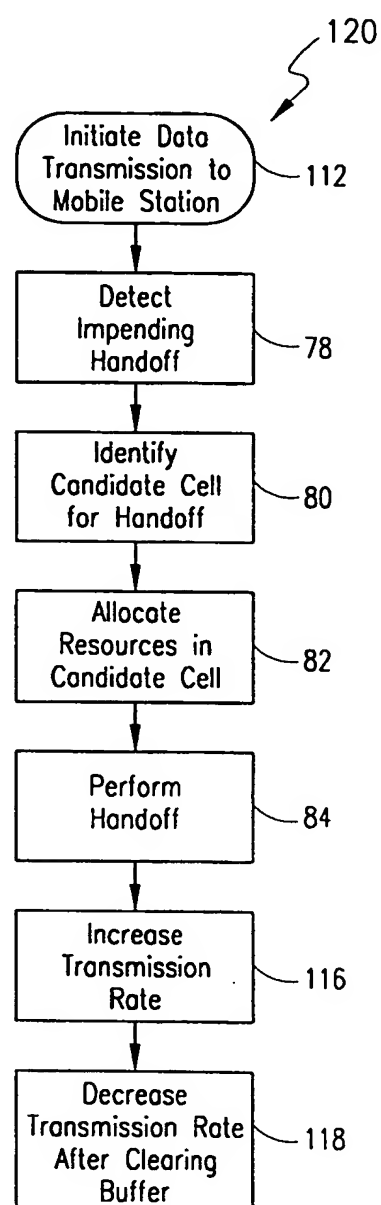 120
Initiate Data
Transmission to
Mobile Station
112
Detect
Impending
Handoff
78
Identify
Candidate Cell
for Handoff
80
Allocate
Resources in
Candidate Cell
82
Perform
Handoff
84
Increase
Transmission
Rate
116
Decrease
Transmission Rate
After Clearing
Buffer
118